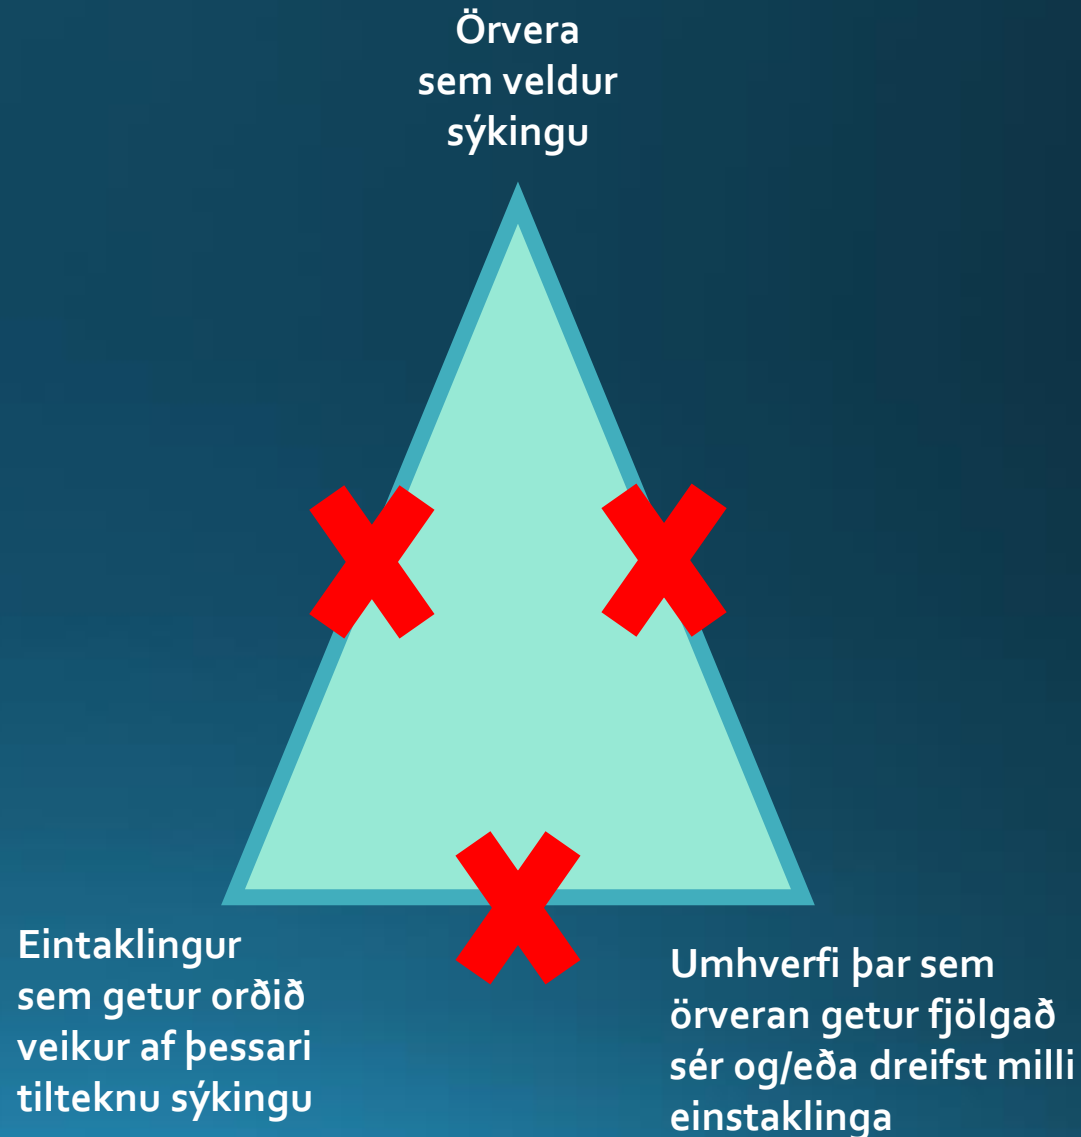 Örvera
sem veldur
sýkingu
Eintaklingur
sem getur orðið
veikur af þessari
tilteknu sýkingu
Umhverfi þar sem
örveran getur fjölgað
sér og/eða dreifst milli
einstaklinga